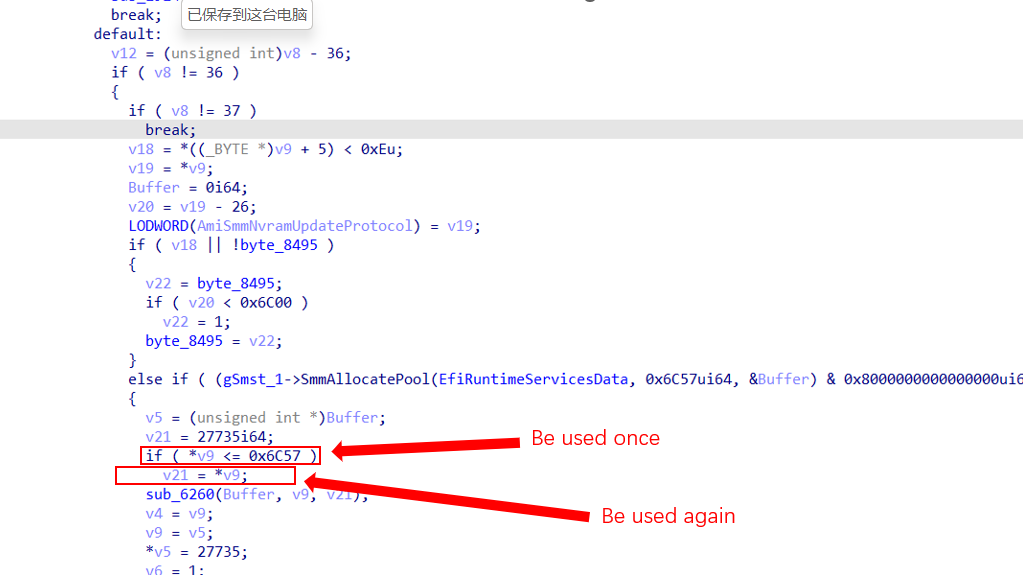 break;
已保存到这台电脑
default:
v12 = (unsigned int)v8 - 36;
if ( v8 != 36 )
{
if ( v8 != 37 )
break;
v18 = *((_BYTE *)v9 + 5) < 0xEu;
v19 = *v9;
Buffer = 0i64;
v20 = v19 - 26;
LODWORD(AmiSmmNvramUpdateProtocol) = v19;
if ( v18 || !byte_8495 )
{
v22 = byte_8495;
if ( v20 < 0x6C00 )
v22 = 1;
byte_8495 = v22;
}
else if ( (gSmst_1->SmmAllocatePool(EfiRuntimeServicesData, 0x6C57ui64, &Buffer) & 0x8000000000000000ui6
{
v5 = (unsigned int *)Buffer;
v21 = 27735i64;
Be used once
if ( *v9 <= 0x6C57 )
v21 = *v9;
sub_6260(Buffer, v9, v21);
v4 = v9;
Be used again
v9 = v5;
*v5 = 27735;
v6 = 1;